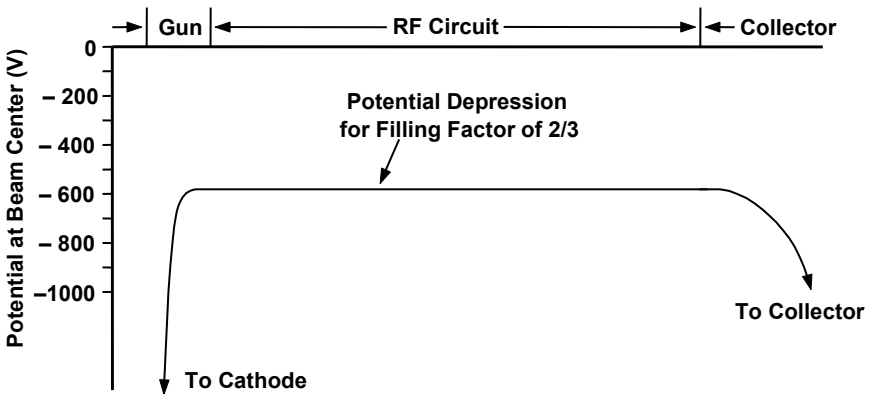 Gun
RF Circuit
Collector
Potential at Beam Center (V)
0
– 200
– 400
– 600
– 800
–1000
Potential Depression
for Filling Factor of 2/3
To Collector
To Cathode